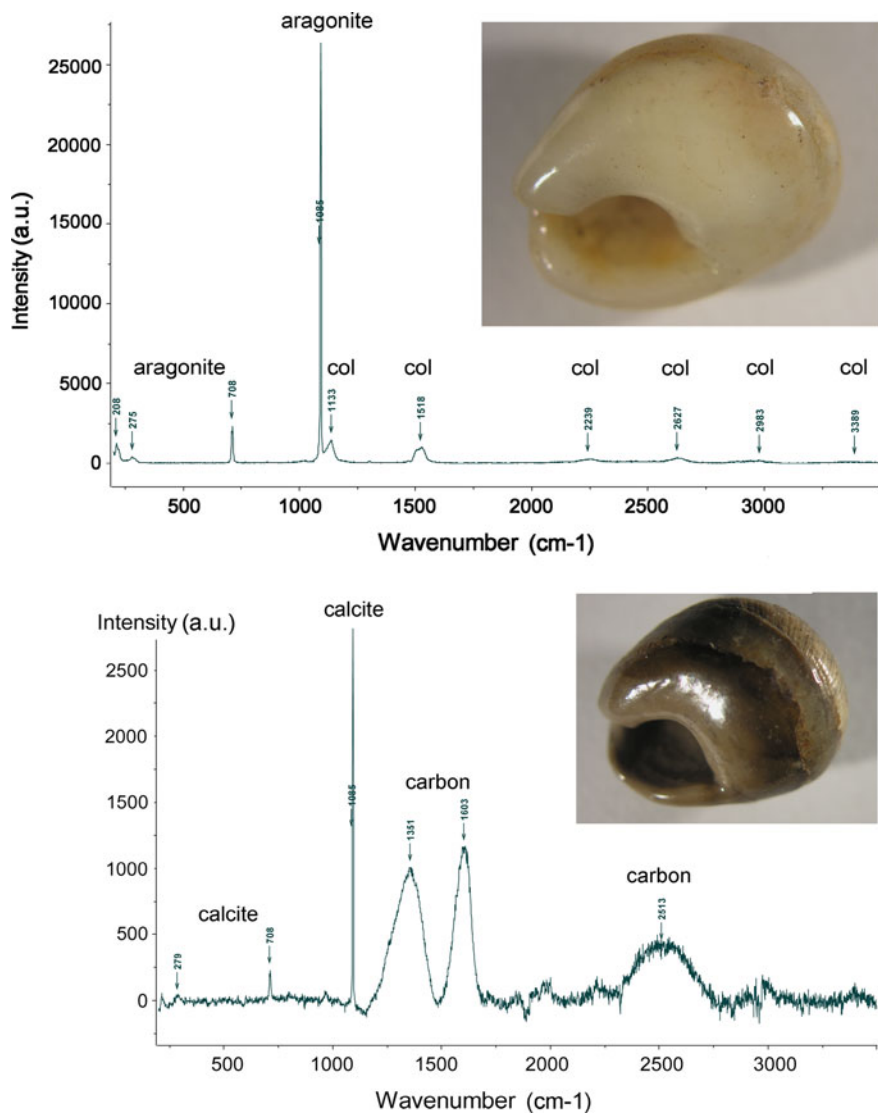 aragonite
Intensity (a.u.)
25000
20000
15000
10000
5000
0
1085
aragonite
col
col
col
col
col
col
208
275
708
1133
1518
2239
2627
2983
3389
500
1000
1500
2000
2500
3000
Wavenumber (cm-1)
Intensity (a.u.)
calcite
2500
2000
1500
1000
500
0
1085
carbon
1351
1603
calcite
carbon
279
708
2513
500
1000
1500
2000
2500
3000
Wavenumber (cm-1)